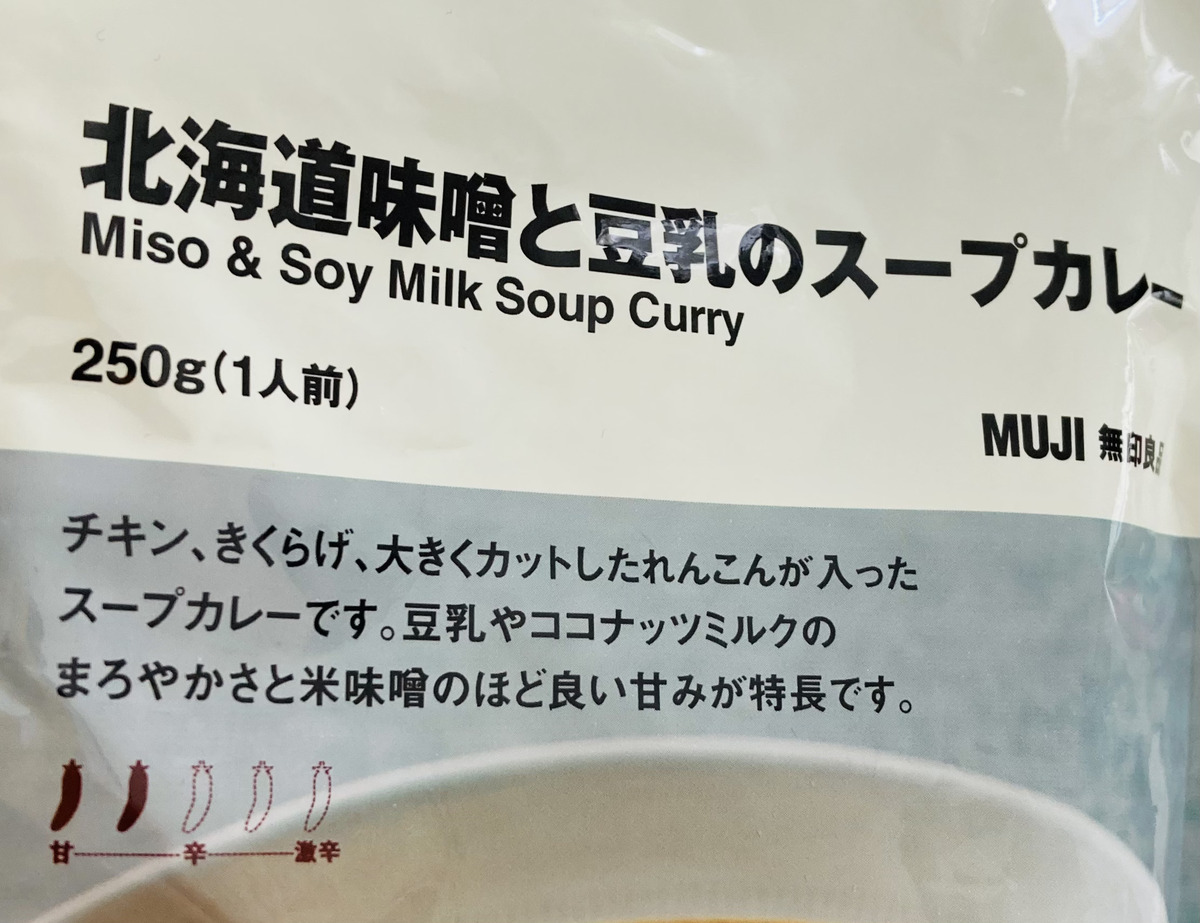 北海道味噌と豆乳のスープカレー
Miso & Soy Milk Soup Curry
250g(1人前)
MUJI 無印良品
チキン、きくらげ、大きくカットしたれんこんが入った
スープカレーです。豆乳やココナッツミルクの
まろやかさと米味噌のほど良い甘みが特長です。
甘 辛 激辛